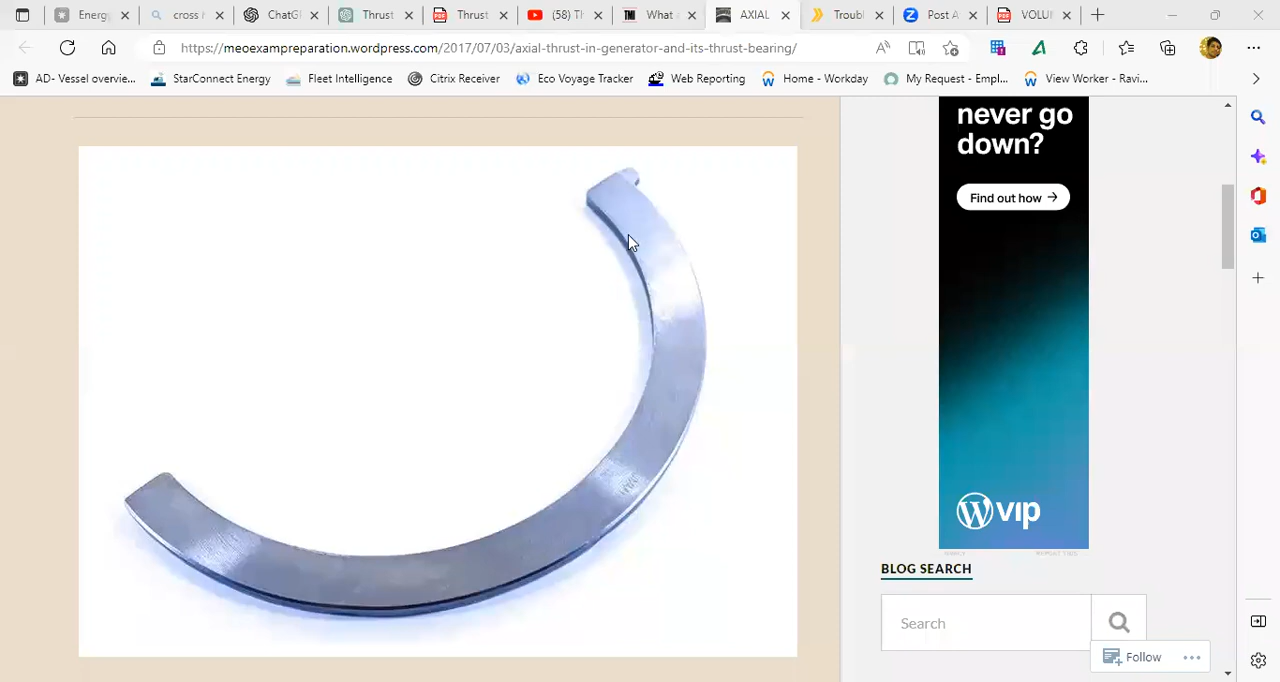 Energy
cross r
ChatG
Thrust
Thrust
(58) Tl
What a
AXIAL
Troubl
Post A
VOLUI
https://meoexampreparation.wordpress.com/2017/07/03/axial-thrust-in-generator-and-its-thrust-bearing/
AD- Vessel overvie...
StarConnect Energy
Fleet Intelligence
Citrix Receiver
Eco Voyage Tracker
Web Reporting
Home - Workday
My Request - Empl...
View Worker - Ravi...
never go
down?
Find out how →
W VIP
BLOG SEARCH
Search
Follow